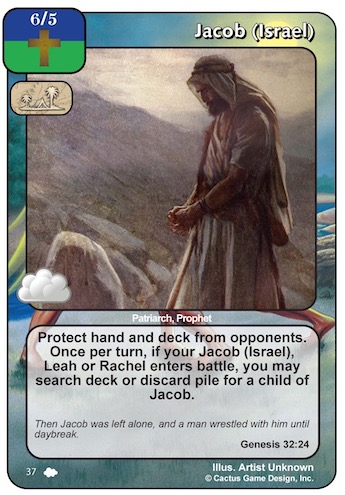 6/5
Jacob (Israel)
Patriarch, Prophet
Protect hand and deck from opponents.
Once per turn, if your Jacob (Israel),
Leah or Rachel enters battle, you may
search deck or discard pile for a child of
Jacob.
Then Jacob was left alone, and a man wrestled with him until
daybreak.
Genesis 32:24
Illus. Artist Unknown
37
© Cactus Game Design, Inc.